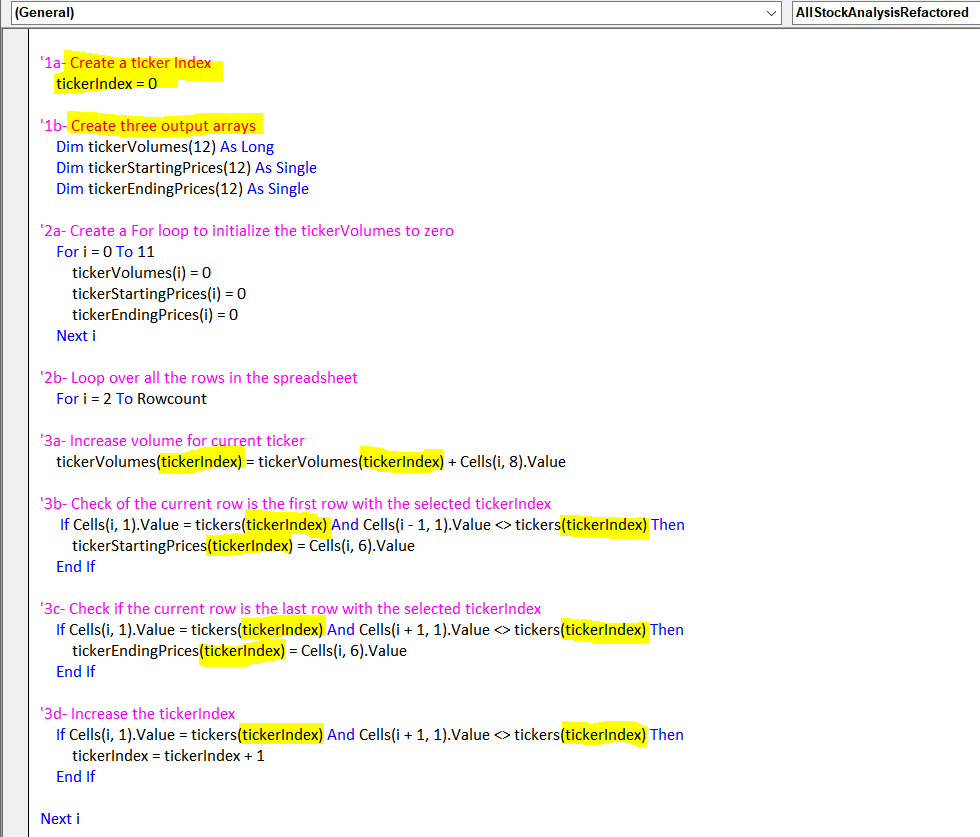 (General)
AllStockAnalysisRefactored
'1a- Create a ticker Index
tickerIndex = 0
'1b- Create three output arrays
Dim tickerVolumes(12) As Long
Dim tickerStartingPrices(12) As Single
Dim tickerEndingPrices(12) As Single
'2a- Create a For loop to initialize the tickerVolumes to zero
For i = 0 To 11
tickerVolumes(i) = 0
tickerStartingPrices(i) = 0
tickerEndingPrices(i) = 0
Next i
'2b- Loop over all the rows in the spreadsheet
For i = 2 To Rowcount
'3a- Increase volume for current ticker
tickerVolumes(tickerIndex) = tickerVolumes(tickerIndex) + Cells(i, 8).Value
'3b- Check of the current row is the first row with the selected tickerIndex
If Cells(i, 1).Value = tickers(tickerIndex) And Cells(i - 1, 1).Value <> tickers(tickerIndex) Then
tickerStartingPrices(tickerIndex) = Cells(i, 6).Value
End If
'3c- Check if the current row is the last row with the selected tickerIndex
If Cells(i, 1).Value = tickers(tickerIndex) And Cells(i + 1, 1).Value <> tickers(tickerIndex) Then
tickerEndingPrices(tickerIndex) = Cells(i, 6).Value
End If
'3d- Increase the tickerIndex
If Cells(i, 1).Value = tickers(tickerIndex) And Cells(i + 1, 1).Value <> tickers(tickerIndex) Then
tickerIndex = tickerIndex + 1
End If
Next i